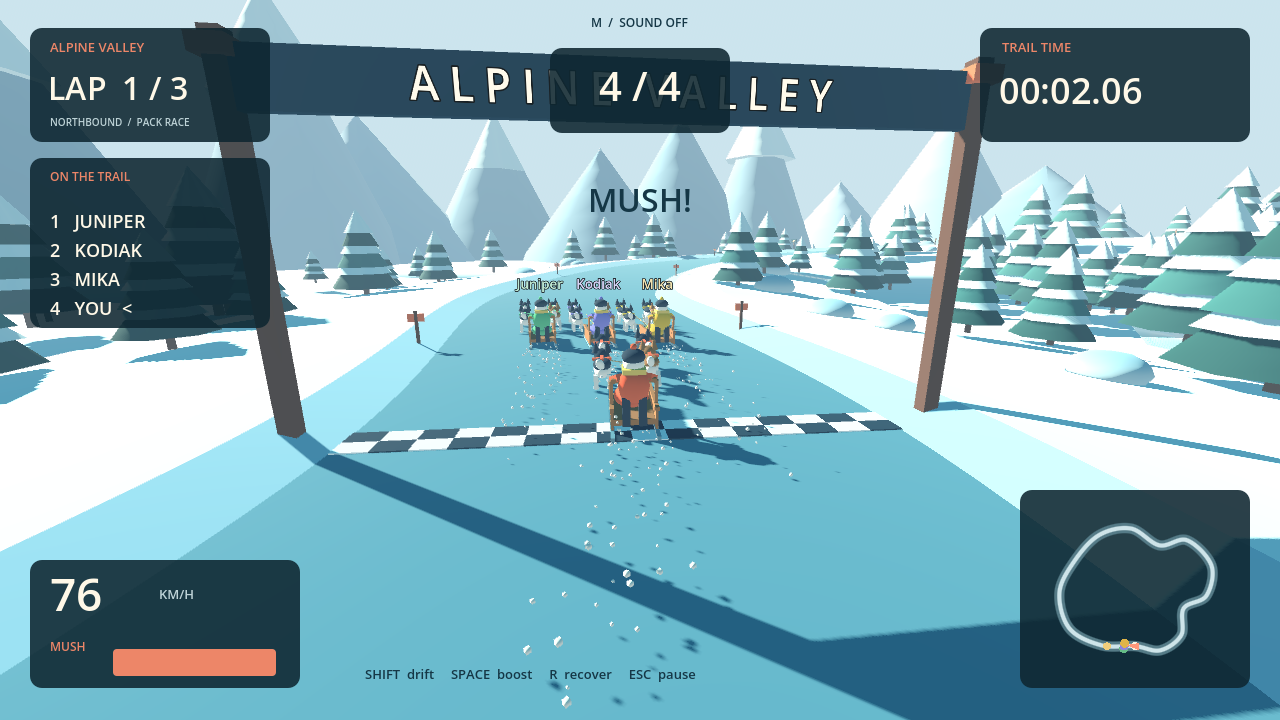 M / SOUND OFF
ALPINE VALLEY
LAP 1 / 3
NORTHBOUND / PACK RACE
ALPINE VALLEY
4 / 4
TRAIL TIME
00:02.06
ON THE TRAIL
1 JUNIPER
2 KODIAK
3 MIKA
4 YOU <
MUSH!
Juniper Kodiak Mika
76 KM/H
MUSH
SHIFT drift SPACE boost R recover ESC pause